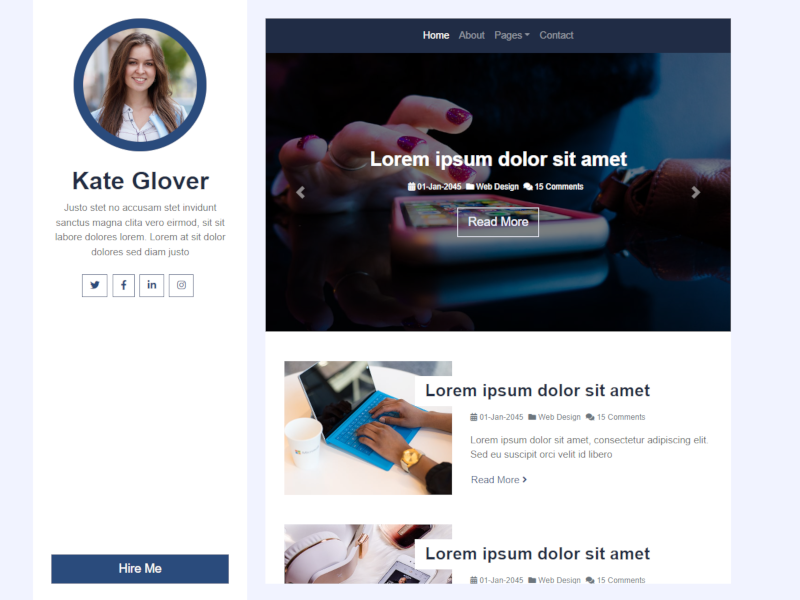 Kate Glover
Justo stet no accusam stet invidunt
sanctus magna clita vero eirmod, sit sit
labore dolores lorem. Lorem at sit dolor
dolores sed diam justo
Hire Me
Home About Pages Contact
Lorem ipsum dolor sit amet
01-Jan-2045 Web Design 15 Comments
Read More
Lorem ipsum dolor sit amet
01-Jan-2045 Web Design 15 Comments
Lorem ipsum dolor sit amet, consectetur adipiscing elit.
Sed eu suscipit orci velit id libero
Read More
Lorem ipsum dolor sit amet
01-Jan-2045 Web Design 15 Comments